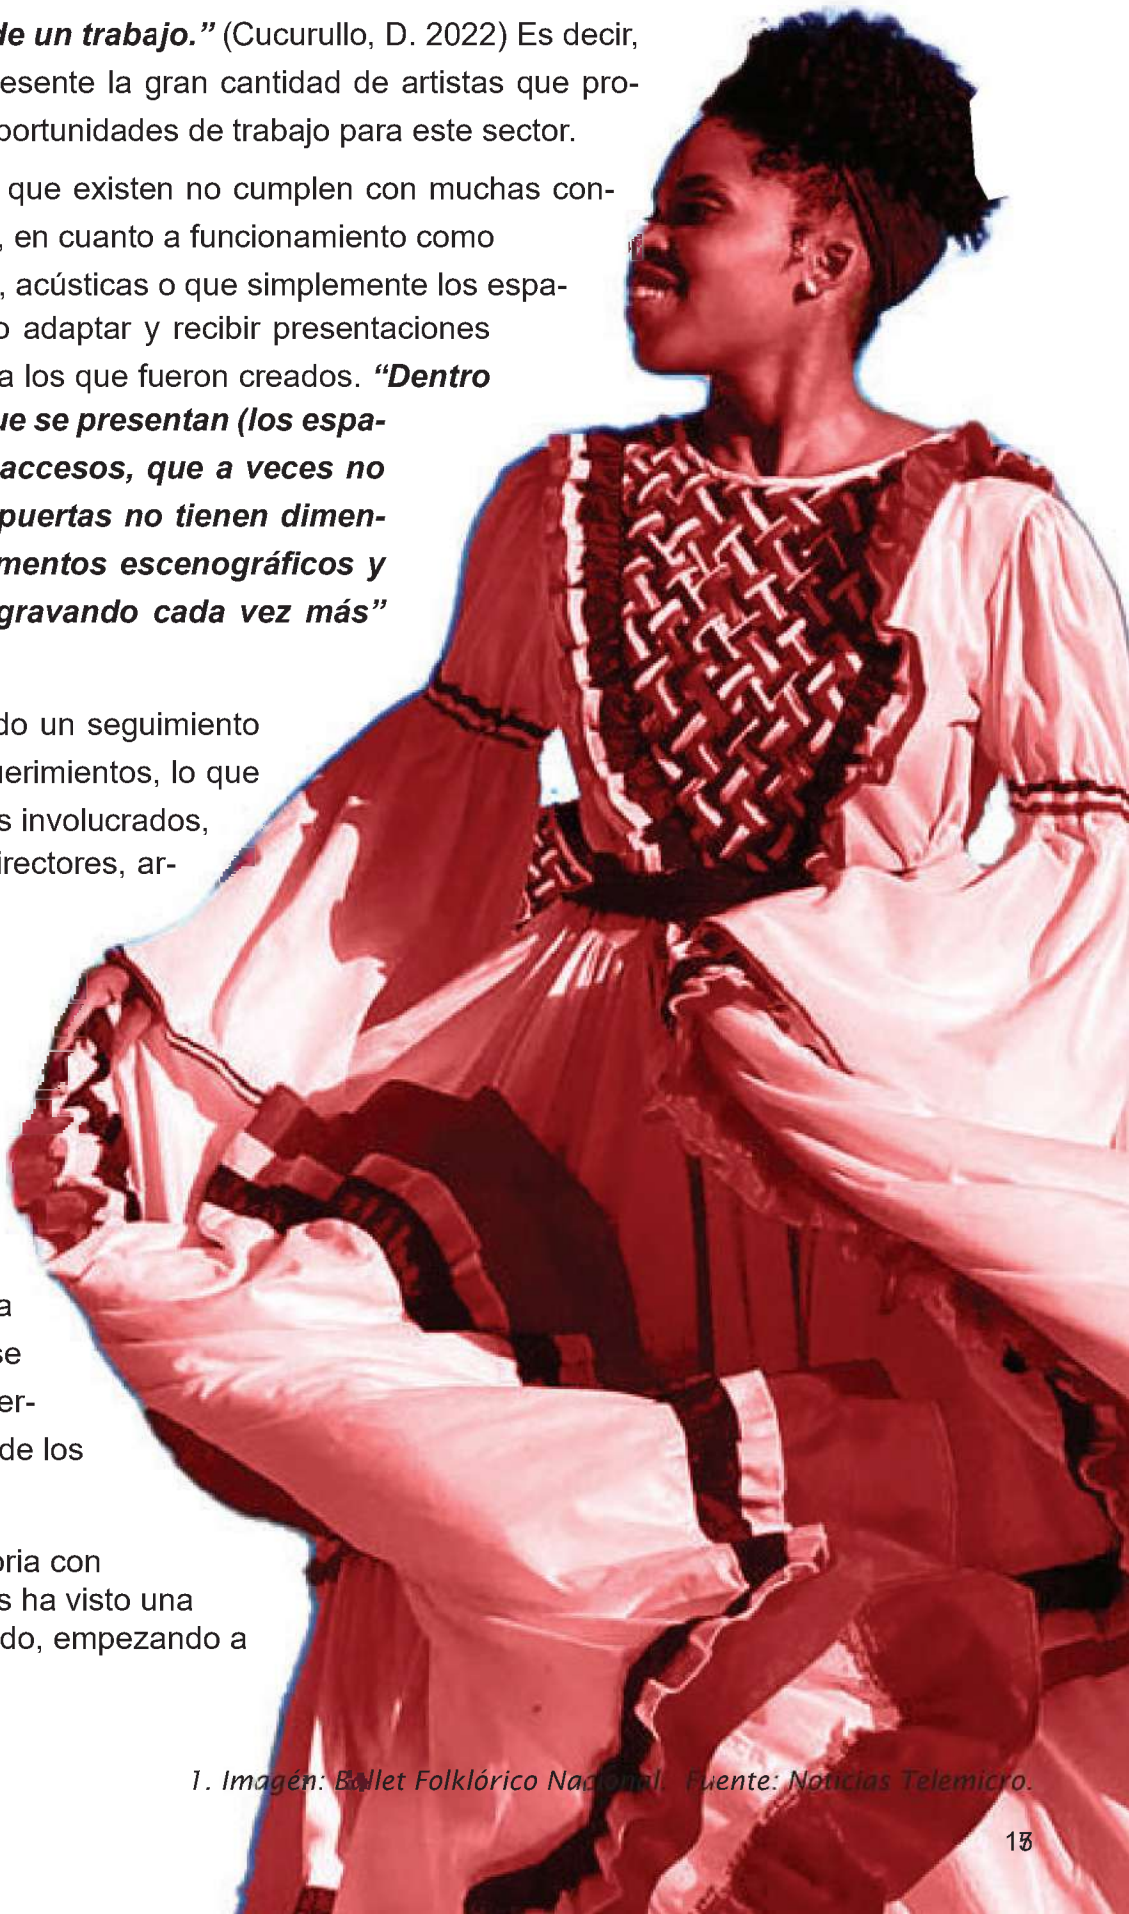 de un trabajo.” (Cucurullo, D. 2022) Es decir,
esente la gran cantidad de artistas que pro-
portunidades de trabajo para este sector.
que existen no cumplen con muchas con-
, en cuanto a funcionamiento como
, acústicas o que simplemente los espa-
o adaptar y recibir presentaciones
a los que fueron creados. “Dentro
ue se presentan (los espa-
accesos, que a veces no
puertas no tienen dimen-
mentos escenográficos y
gravando cada vez más”
do un seguimiento
uerimientos, lo que
s involucrados,
irectores, ar-
a
se
er-
de los
oria con
s ha visto una
do, empezando a
1. Imagén: Ballet Folklórico Nacional. Fuente: Noticias Telemicro.